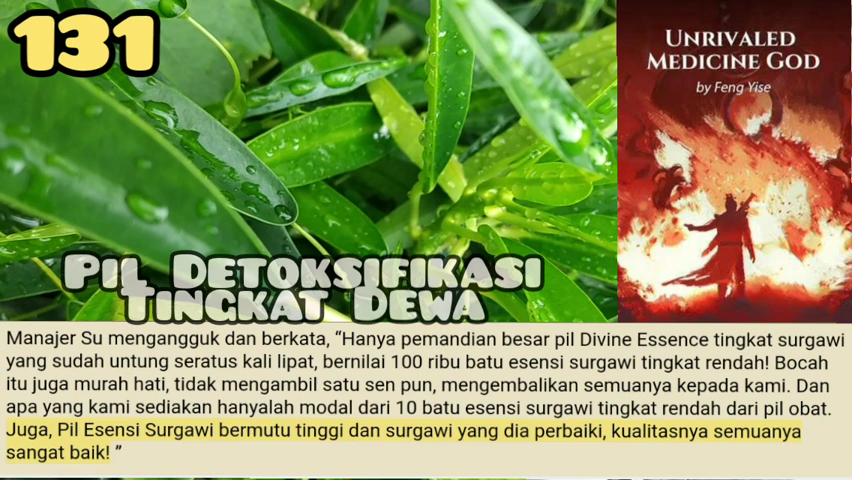 131
UNRIVALED
MEDICINE GOD
by Feng Yise
Pil Detoksifikasi
Tingkat Dewa
Manajer Su mengangguk dan berkata, “Hanya pemandian besar pil Divine Essence tingkat surgawi
yang sudah untung seratus kali lipat, bernilai 100 ribu batu esensi surgawi tingkat rendah! Bocah
itu juga murah hati, tidak mengambil satu sen pun, mengembalikan semuanya kepada kami. Dan
apa yang kami sediakan hanyalah modal dari 10 batu esensi surgawi tingkat rendah dari pil obat.
Juga, Pil Esensi Surgawi bermutu tinggi dan surgawi yang dia perbaiki, kualitasnya semuanya
sangat baik! ”